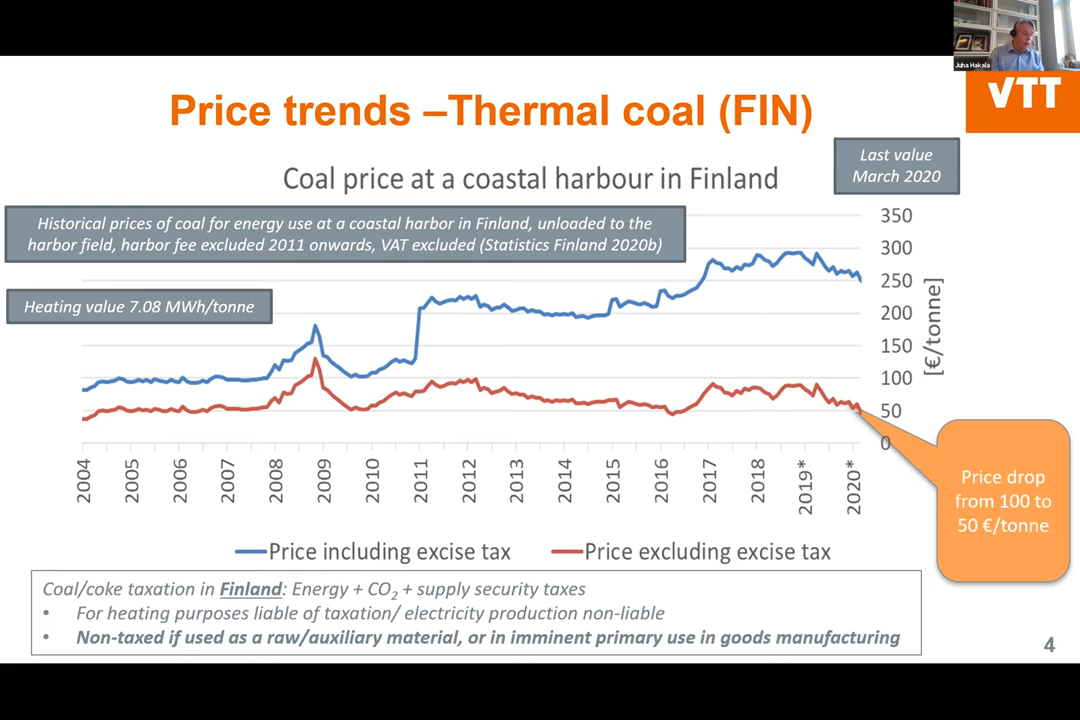 Juha Hakala
VTT
Price trends –Thermal coal (FIN)
Last value
March 2020
Coal price at a coastal harbour in Finland
Historical prices of coal for energy use at a coastal harbor in Finland, unloaded to the
harbor field, harbor fee excluded 2011 onwards, VAT excluded (Statistics Finland 2020b)
Heating value 7.08 MWh/tonne
350
300
250
200
150
100
50
0
[€/tonne]
2004
2005
2006
2007
2008
2009
2010
2011
2012
2013
2014
2015
2016
2017
2018
2019*
2020*
Price drop
from 100 to
50 €/tonne
Price including excise tax
Price excluding excise tax
Coal/coke taxation in Finland: Energy + CO2 + supply security taxes
• For heating purposes liable of taxation/ electricity production non-liable
• Non-taxed if used as a raw/auxiliary material, or in imminent primary use in goods manufacturing
4